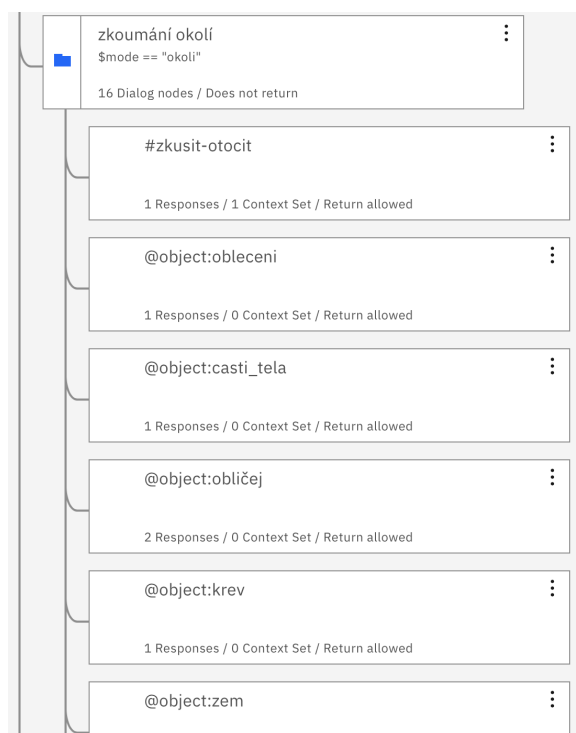 zkoumání okolí
$mode == "okoli"
16 Dialog nodes / Does not return
#zkusit-otocit
1 Responses / 1 Context Set / Return allowed
@object:obleceni
1 Responses / 0 Context Set / Return allowed
@object:casti_tela
1 Responses / 0 Context Set / Return allowed
@object:obličej
2 Responses / 0 Context Set / Return allowed
@object:krev
1 Responses / 0 Context Set / Return allowed
@object:zem